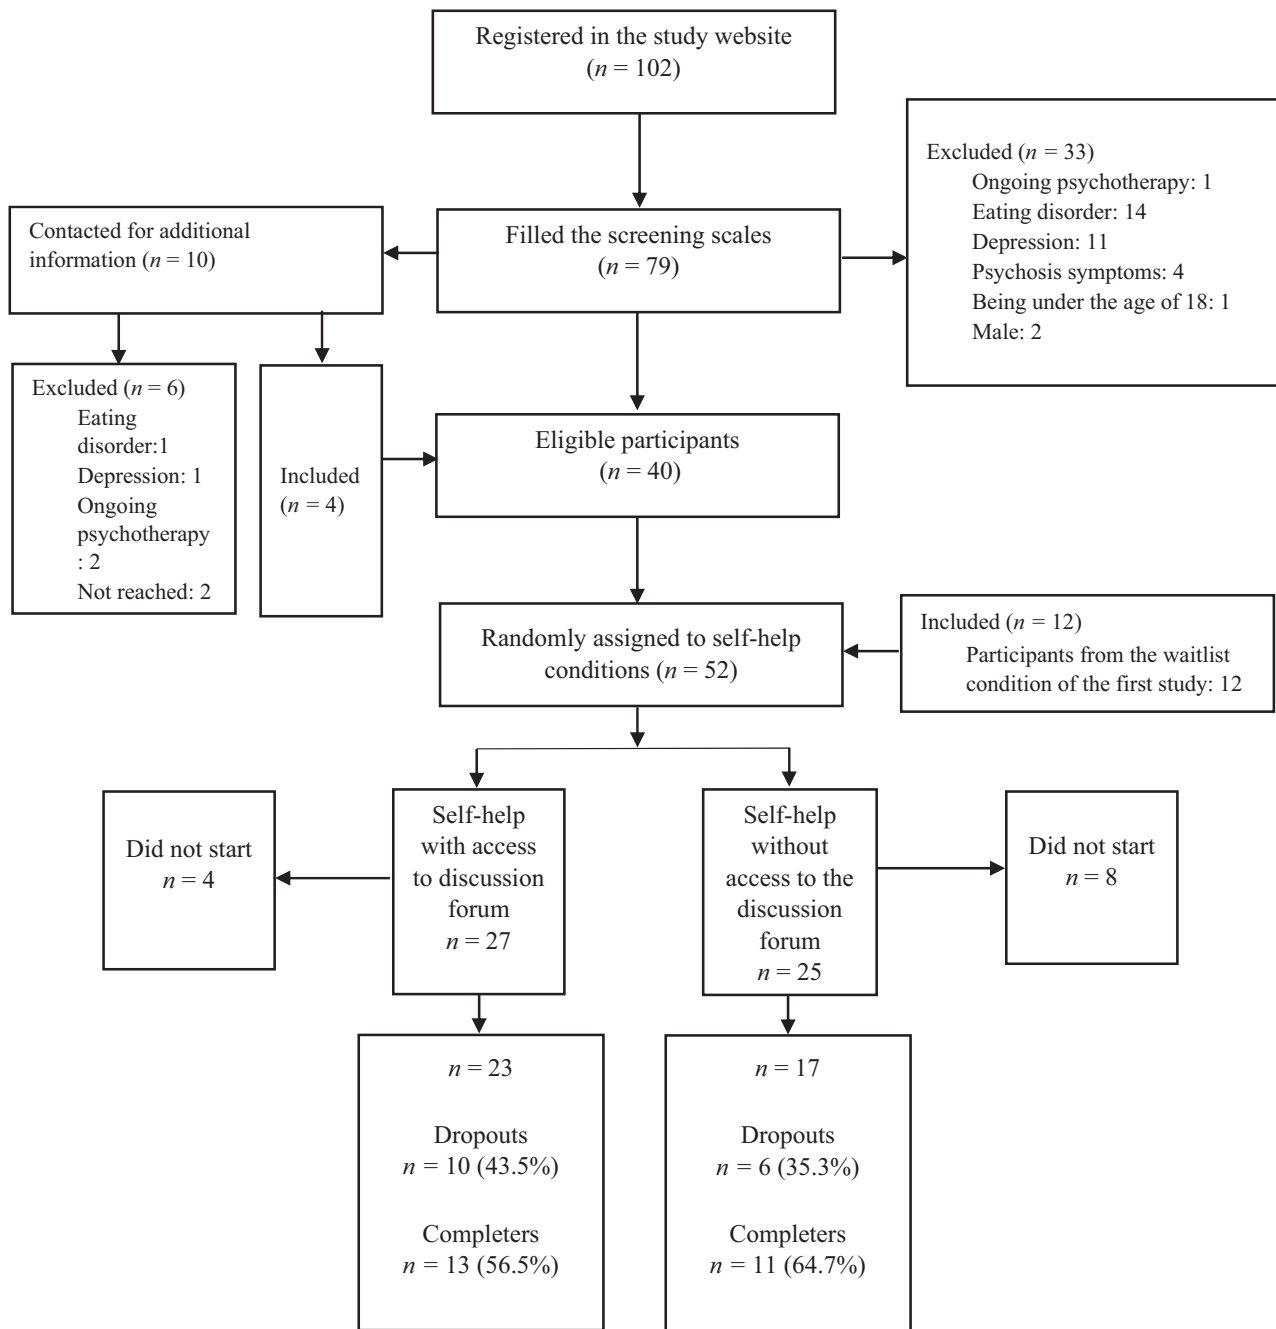 Registered in the study website
(n = 102)
Excluded (n = 33)
Ongoing psychotherapy: 1
Eating disorder: 14
Depression: 11
Psychosis symptoms: 4
Being under the age of 18: 1
Male: 2
Contacted for additional
information (n = 10)
Filled the screening scales
(n = 79)
Excluded (n = 6)
Eating
disorder:1
Depression: 1
Ongoing
psychotherapy
: 2
Not reached: 2
Included
(n = 4)
Eligible participants
(n = 40)
Randomly assigned to self-help
conditions (n = 52)
Included (n = 12)
Participants from the waitlist
condition of the first study: 12
Did not start
n = 4
Self-help
with access
to discussion
forum
n = 27
Self-help
without
access to the
discussion
forum
n = 25
Did not start
n = 8
n = 23
Dropouts
n = 10 (43.5%)
Completers
n = 13 (56.5%)
n = 17
Dropouts
n = 6 (35.3%)
Completers
n = 11 (64.7%)